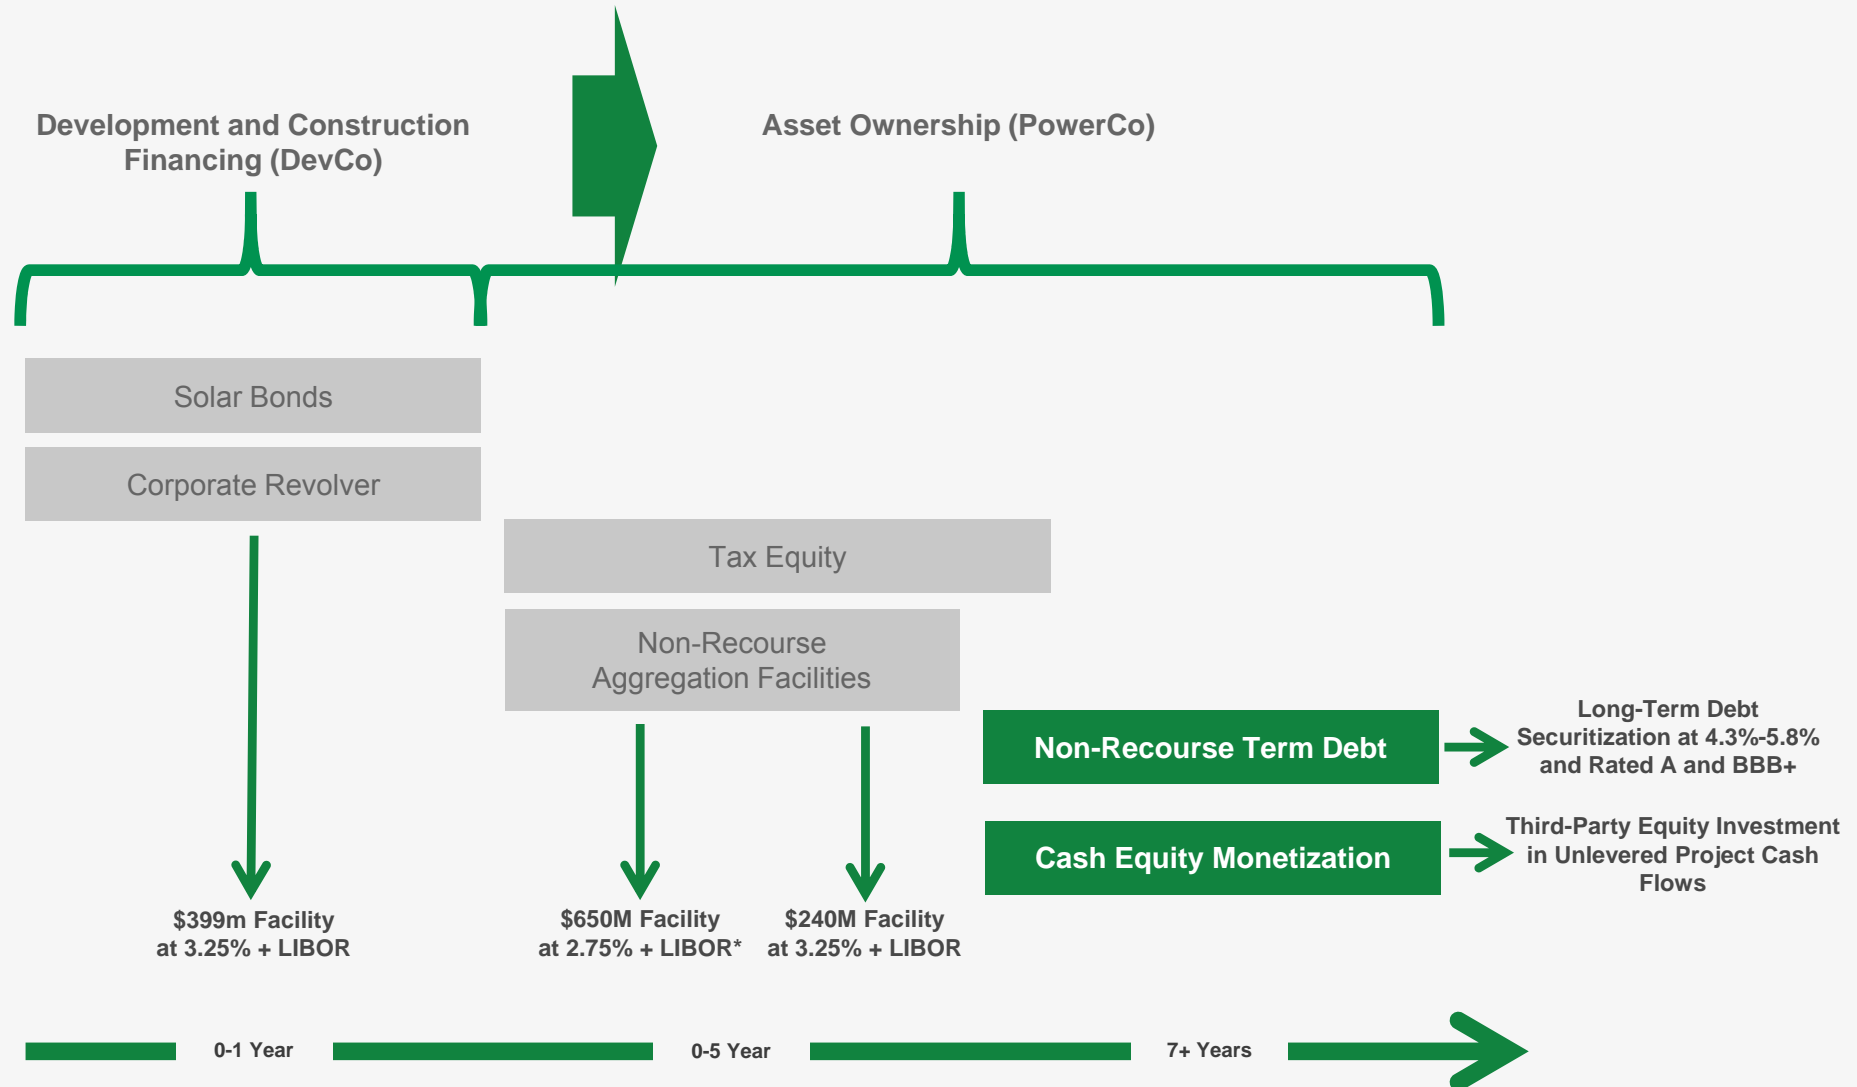 Development and Construction
Financing (DevCo)
Asset Ownership (PowerCo)
Solar Bonds
Corporate Revolver
Tax Equity
Non-Recourse
Aggregation Facilities
Non-Recourse Term Debt
Long-Term Debt
Securitization at 4.3%-5.8%
and Rated A and BBB+
Cash Equity Monetization
Third-Party Equity Investment
in Unlevered Project Cash
Flows
$399m Facility
at 3.25% + LIBOR
$650M Facility
at 2.75% + LIBOR*
$240M Facility
at 3.25% + LIBOR
0-1 Year
0-5 Year
7+ Years